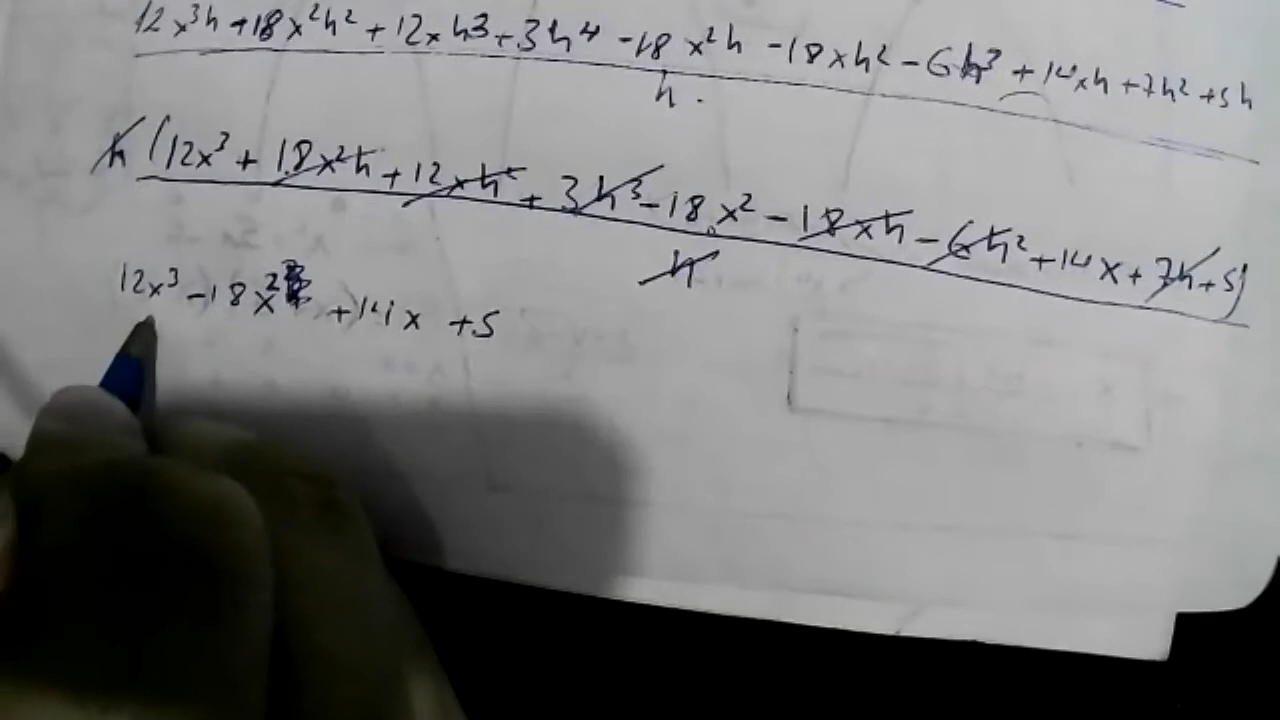 12x³h + 18x²h² + 12xh³ + 3h⁴ - 18x²h - 18xh² - 6h³ + 14xh + 7h² + 5h
h.
h (12x³ + 18x²h + 12xh² + 3h³ - 18x² - 18xh - 6h² + 14x + 7h + 5)
h
12x³ - 18x² + 14x + 5